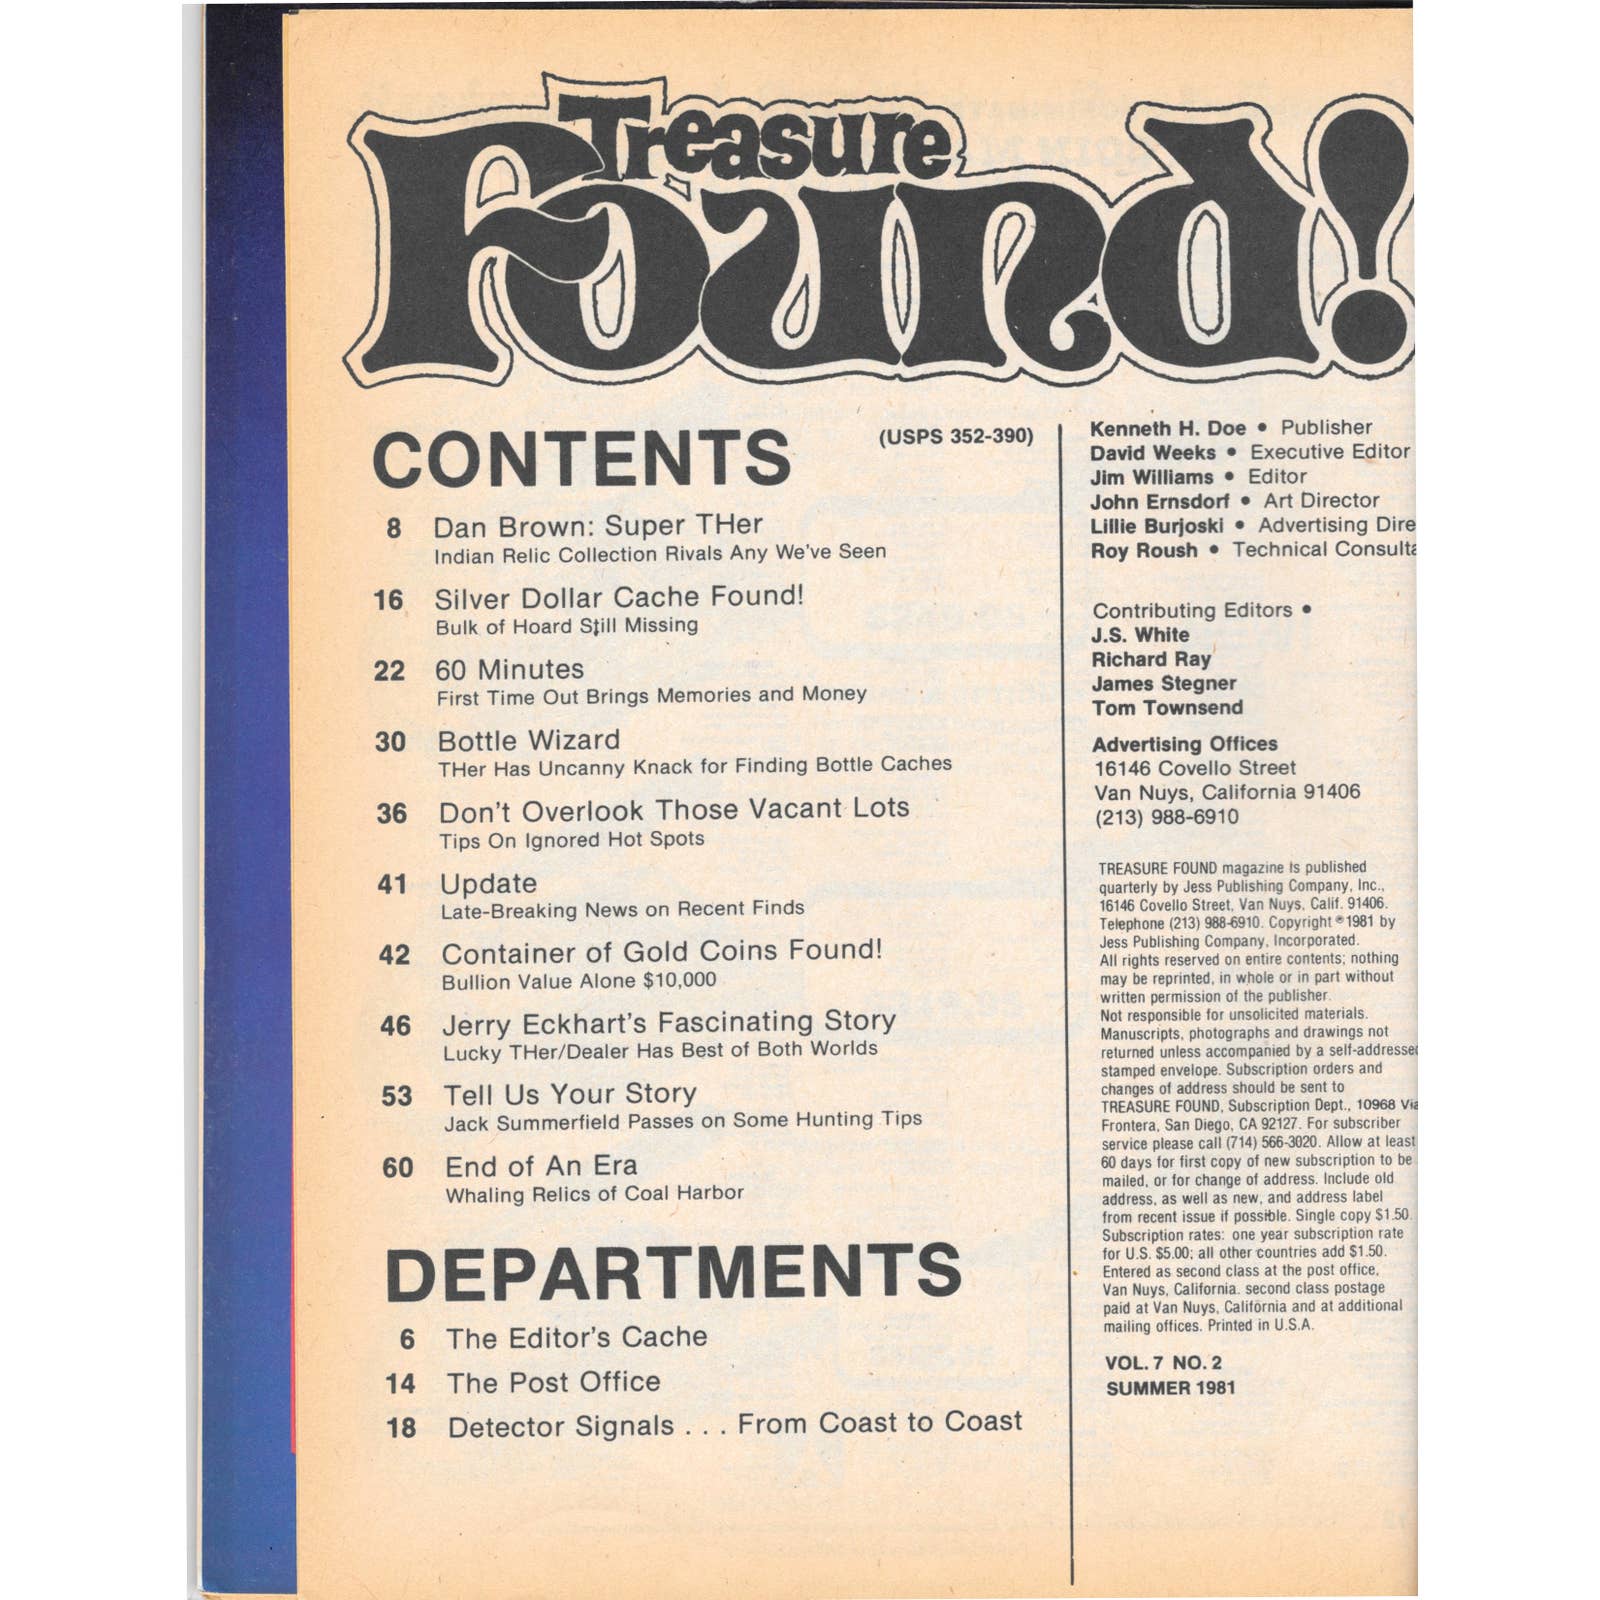 Treasure
Found!
CONTENTS
(USPS 352-390)
8 Dan Brown: Super THer
Indian Relic Collection Rivals Any We've Seen
16 Silver Dollar Cache Found!
Bulk of Hoard Still Missing
22 60 Minutes
First Time Out Brings Memories and Money
30 Bottle Wizard
THer Has Uncanny Knack for Finding Bottle Caches
36 Don't Overlook Those Vacant Lots
Tips On Ignored Hot Spots
41 Update
Late-Breaking News on Recent Finds
42 Container of Gold Coins Found!
Bullion Value Alone $10,000
46 Jerry Eckhart's Fascinating Story
Lucky THer/Dealer Has Best of Both Worlds
53 Tell Us Your Story
Jack Summerfield Passes on Some Hunting Tips
60 End of An Era
Whaling Relics of Coal Harbor
DEPARTMENTS
6 The Editor's Cache
14 The Post Office
18 Detector Signals . . . From Coast to Coast
Kenneth H. Doe • Publisher
David Weeks • Executive Editor
Jim Williams • Editor
John Ernsdorf • Art Director
Lillie Burjoski • Advertising Dire
Roy Roush • Technical Consulta
Contributing Editors •
J.S. White
Richard Ray
James Stegner
Tom Townsend
Advertising Offices
16146 Covello Street
Van Nuys, California 91406
(213) 988-6910
TREASURE FOUND magazine is published
quarterly by Jess Publishing Company, Inc.,
16146 Covello Street, Van Nuys, Calif. 91406.
Telephone (213) 988-6910. Copyright ©1981 by
Jess Publishing Company, Incorporated.
All rights reserved on entire contents; nothing
may be reprinted, in whole or in part without
written permission of the publisher.
Not responsible for unsolicited materials.
Manuscripts, photographs and drawings not
returned unless accompanied by a self-addressed
stamped envelope. Subscription orders and
changes of address should be sent to
TREASURE FOUND, Subscription Dept., 10968 Via
Frontera, San Diego, CA 92127. For subscriber
service please call (714) 566-3020. Allow at least
60 days for first copy of new subscription to be
mailed, or for change of address. Include old
address, as well as new, and address label
from recent issue if possible. Single copy $1.50.
Subscription rates: one year subscription rate
for U.S. $5.00; all other countries add $1.50.
Entered as second class at the post office,
Van Nuys, California. second class postage
paid at Van Nuys, California and at additional
mailing offices. Printed in U.S.A.
VOL. 7 NO. 2
SUMMER 1981